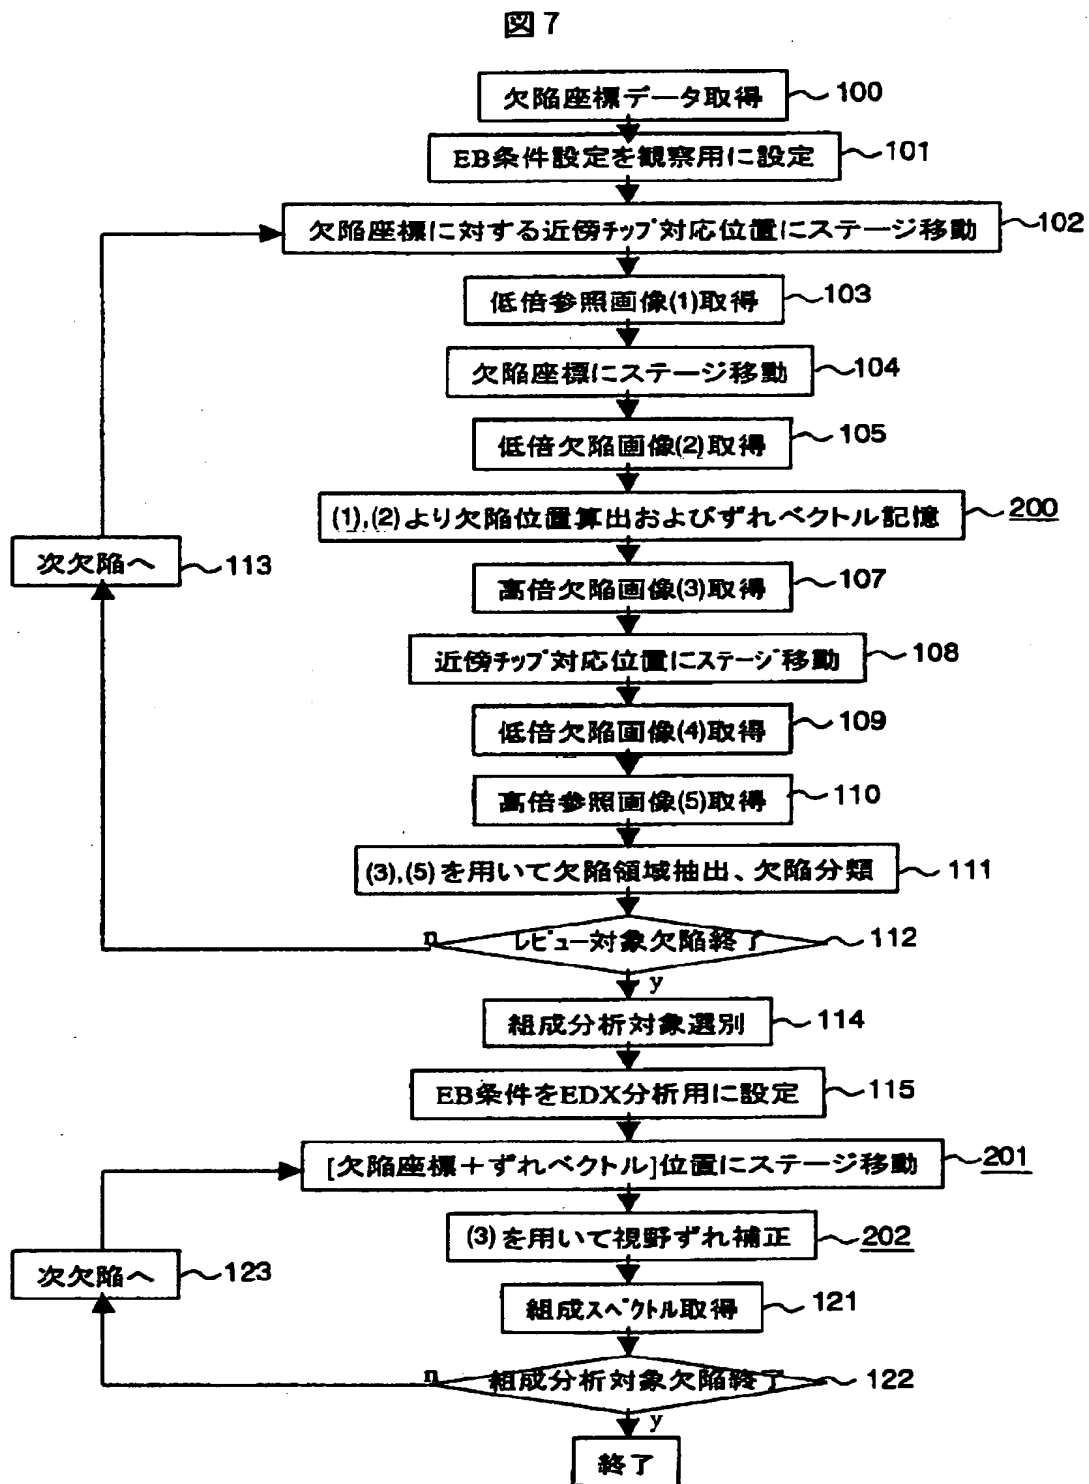 図7
欠陥座標データ取得 100
EB条件設定を観察用に設定 101
欠陥座標に対する近傍チップ対応位置にステージ移動 102
低倍参照画像(1)取得 103
欠陥座標にステージ移動 104
低倍欠陥画像(2)取得 105
(1),(2)より欠陥位置算出およびずれベクトル記憶 200
次欠陥へ 113
高倍欠陥画像(3)取得 107
近傍チップ対応位置にステージ移動 108
低倍欠陥画像(4)取得 109
高倍参照画像(5)取得 110
(3),(5)を用いて欠陥領域抽出、欠陥分類 111
n レビュー対象欠陥終了 112
y
組成分析対象選別 114
EB条件をEDX分析用に設定 115
[欠陥座標+ずれベクトル]位置にステージ移動 201
(3)を用いて視野ずれ補正 202
次欠陥へ 123
組成スペクトル取得 121
n 組成分析対象欠陥終了 122
y
終了